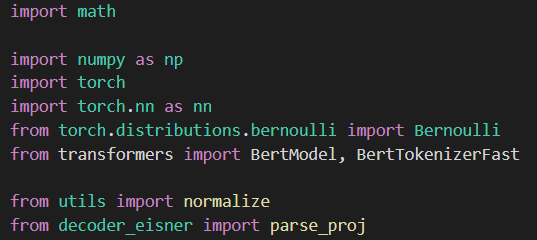 import math
import numpy as np
import torch
import torch.nn as nn
from torch.distributions.bernoulli import Bernoulli
from transformers import BertModel, BertTokenizerFast
from utils import normalize
from decoder_eisner import parse_proj